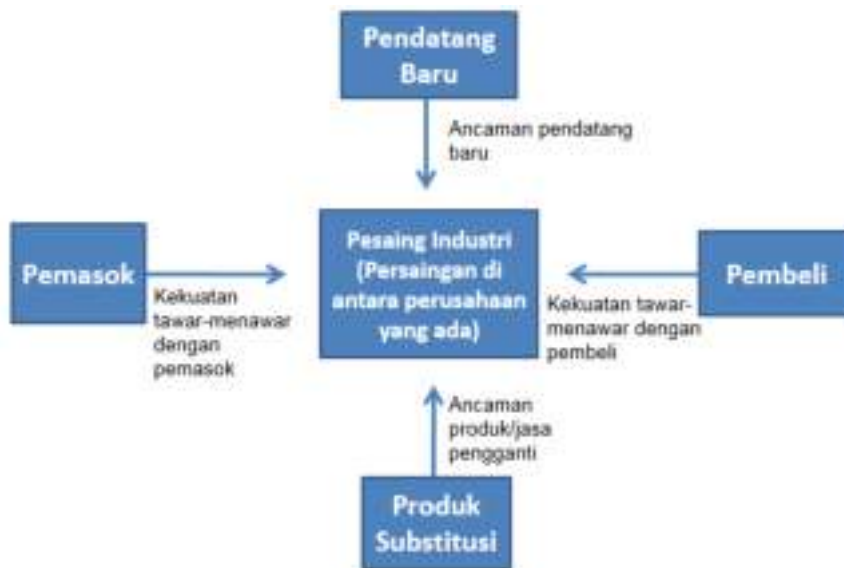 Pendatang
Baru
Ancaman pendatang
baru
Pemasok
Kekuatan
tawar-menawar
dengan
pemasok
Pesaing Industri
(Persaingan di
antara perusahaan
yang ada)
Pembeli
Kekuatan tawar-
menawar dengan
pembeli
Ancaman
produk/jasa
pengganti
Produk
Substitusi